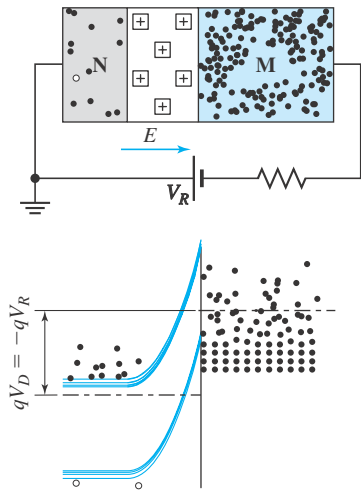 N
M
+ +
+
+ +
+
E
V_R
qV_D = −qV_R